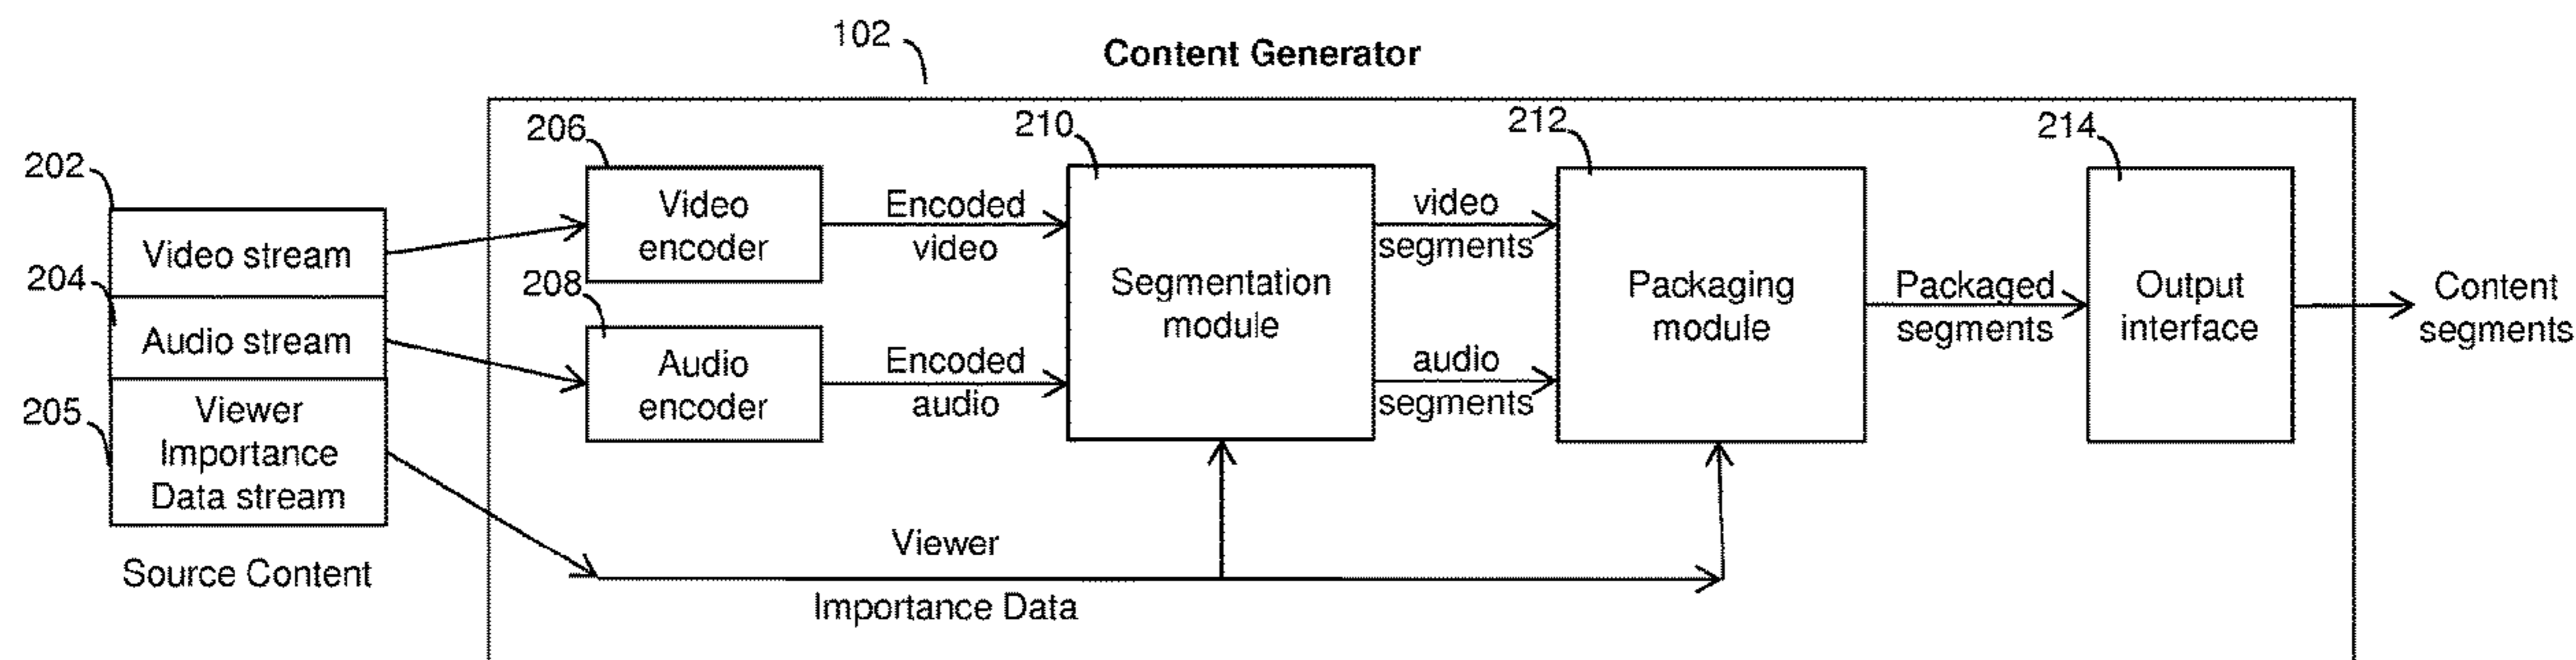 102
Content Generator
202
Video stream
204
Audio stream
205
Viewer
Importance
Data stream
Source Content
206
Video
encoder
208
Audio
encoder
Encoded
video
Encoded
audio
210
Segmentation
module
video
segments
audio
segments
212
Packaging
module
Packaged
segments
214
Output
interface
Content
segments
Viewer
Importance Data